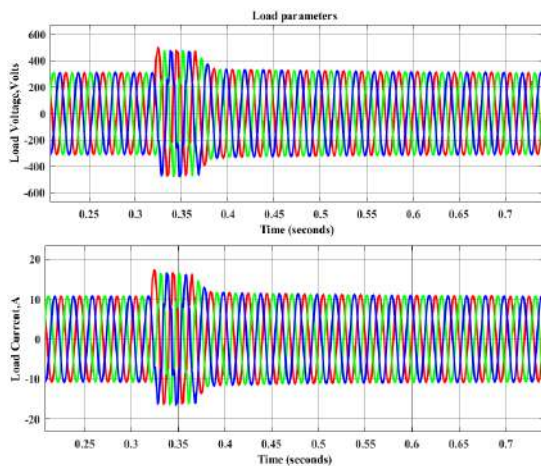 Load parameters
600
400
200
0
-200
-400
-600
Load Voltage,Volts
0.25 0.3 0.35 0.4 0.45 0.5 0.55 0.6 0.65 0.7
Time (seconds)
20
10
0
-10
-20
Load Current,A
0.25 0.3 0.35 0.4 0.45 0.5 0.55 0.6 0.65 0.7
Time (seconds)